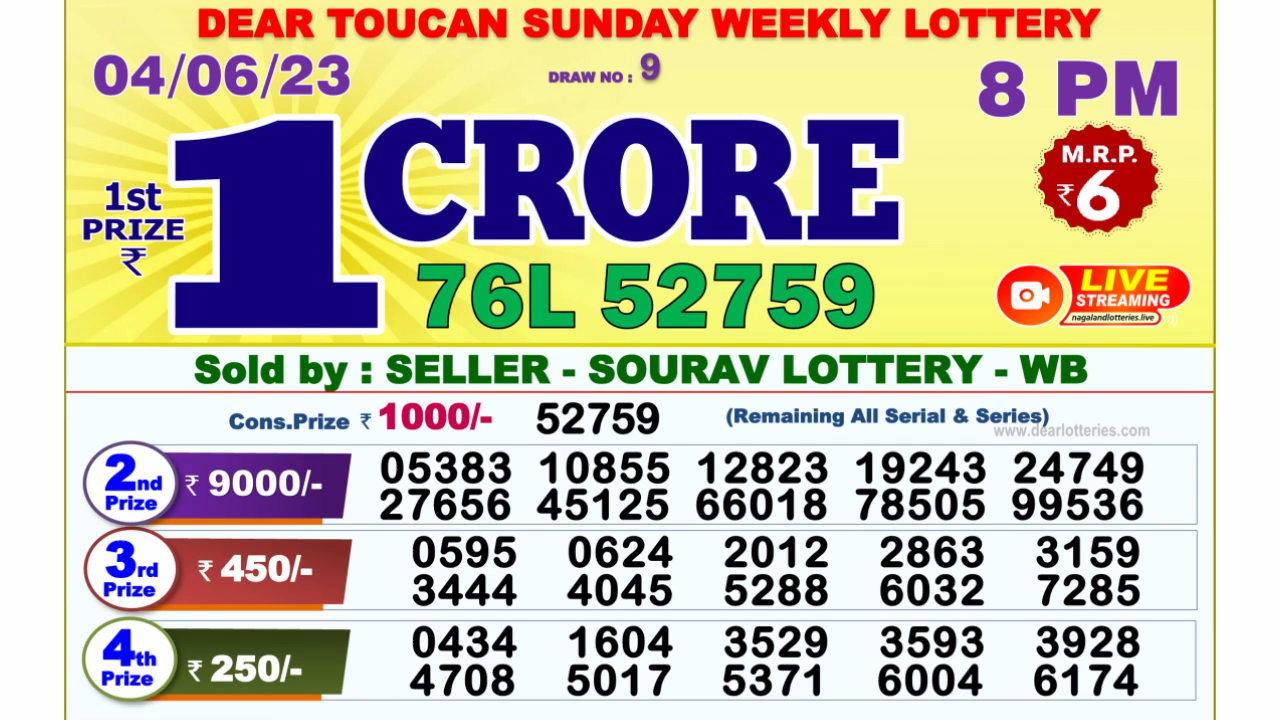 DEAR TOUCAN SUNDAY WEEKLY LOTTERY
04/06/23
DRAW NO : 9
8 PM
1st
PRIZE
₹
1 CRORE
M.R.P.
₹ 6
76L 52759
LIVE
STREAMING
nagalandlotteries.live
Sold by : SELLER - SOURAV LOTTERY - WB
Cons.Prize ₹ 1000/- 52759 (Remaining All Serial & Series)
www.dearlotteries.com
2nd Prize ₹ 9000/-
05383 10855 12823 19243 24749
27656 45125 66018 78505 99536
3rd Prize ₹ 450/-
0595 0624 2012 2863 3159
3444 4045 5288 6032 7285
4th Prize ₹ 250/-
0434 1604 3529 3593 3928
4708 5017 5371 6004 6174